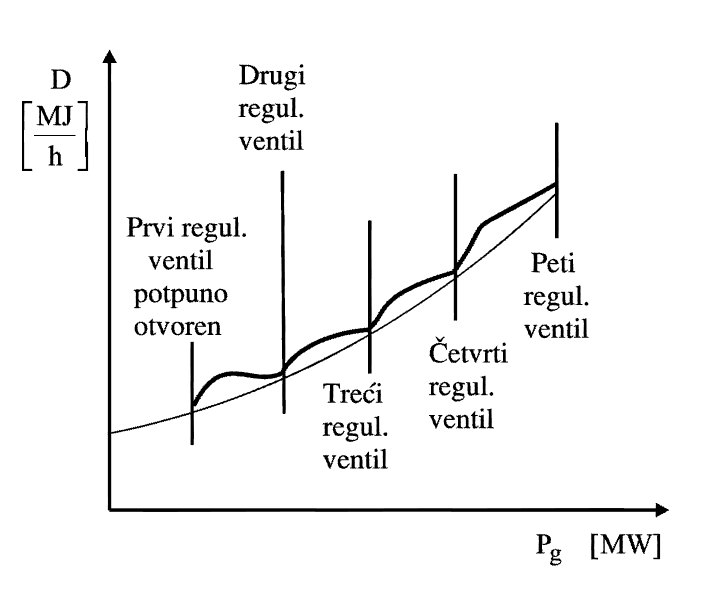 D
[MJ/h]
Drugi
regul.
ventil
Prvi regul.
ventil
potpuno
otvoren
Treći
regul.
ventil
Četvrti
regul.
ventil
Peti
regul.
ventil
Pg [MW]